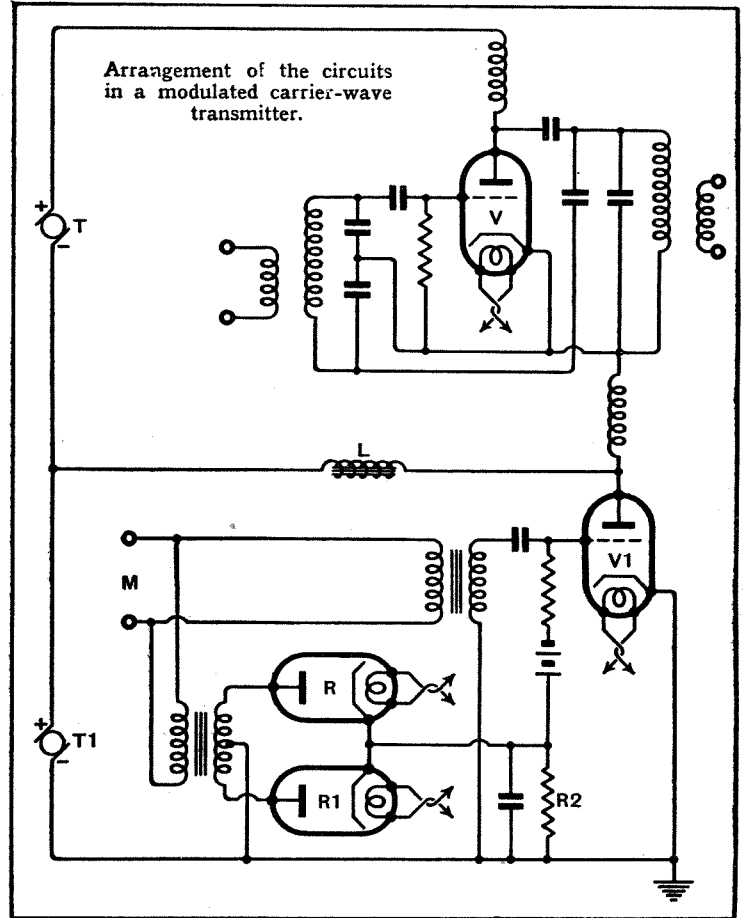 Arrangement of the circuits
in a modulated carrier-wave
transmitter.
+
T
−
V
L
M
V1
R
+
T1
−
R1
R2